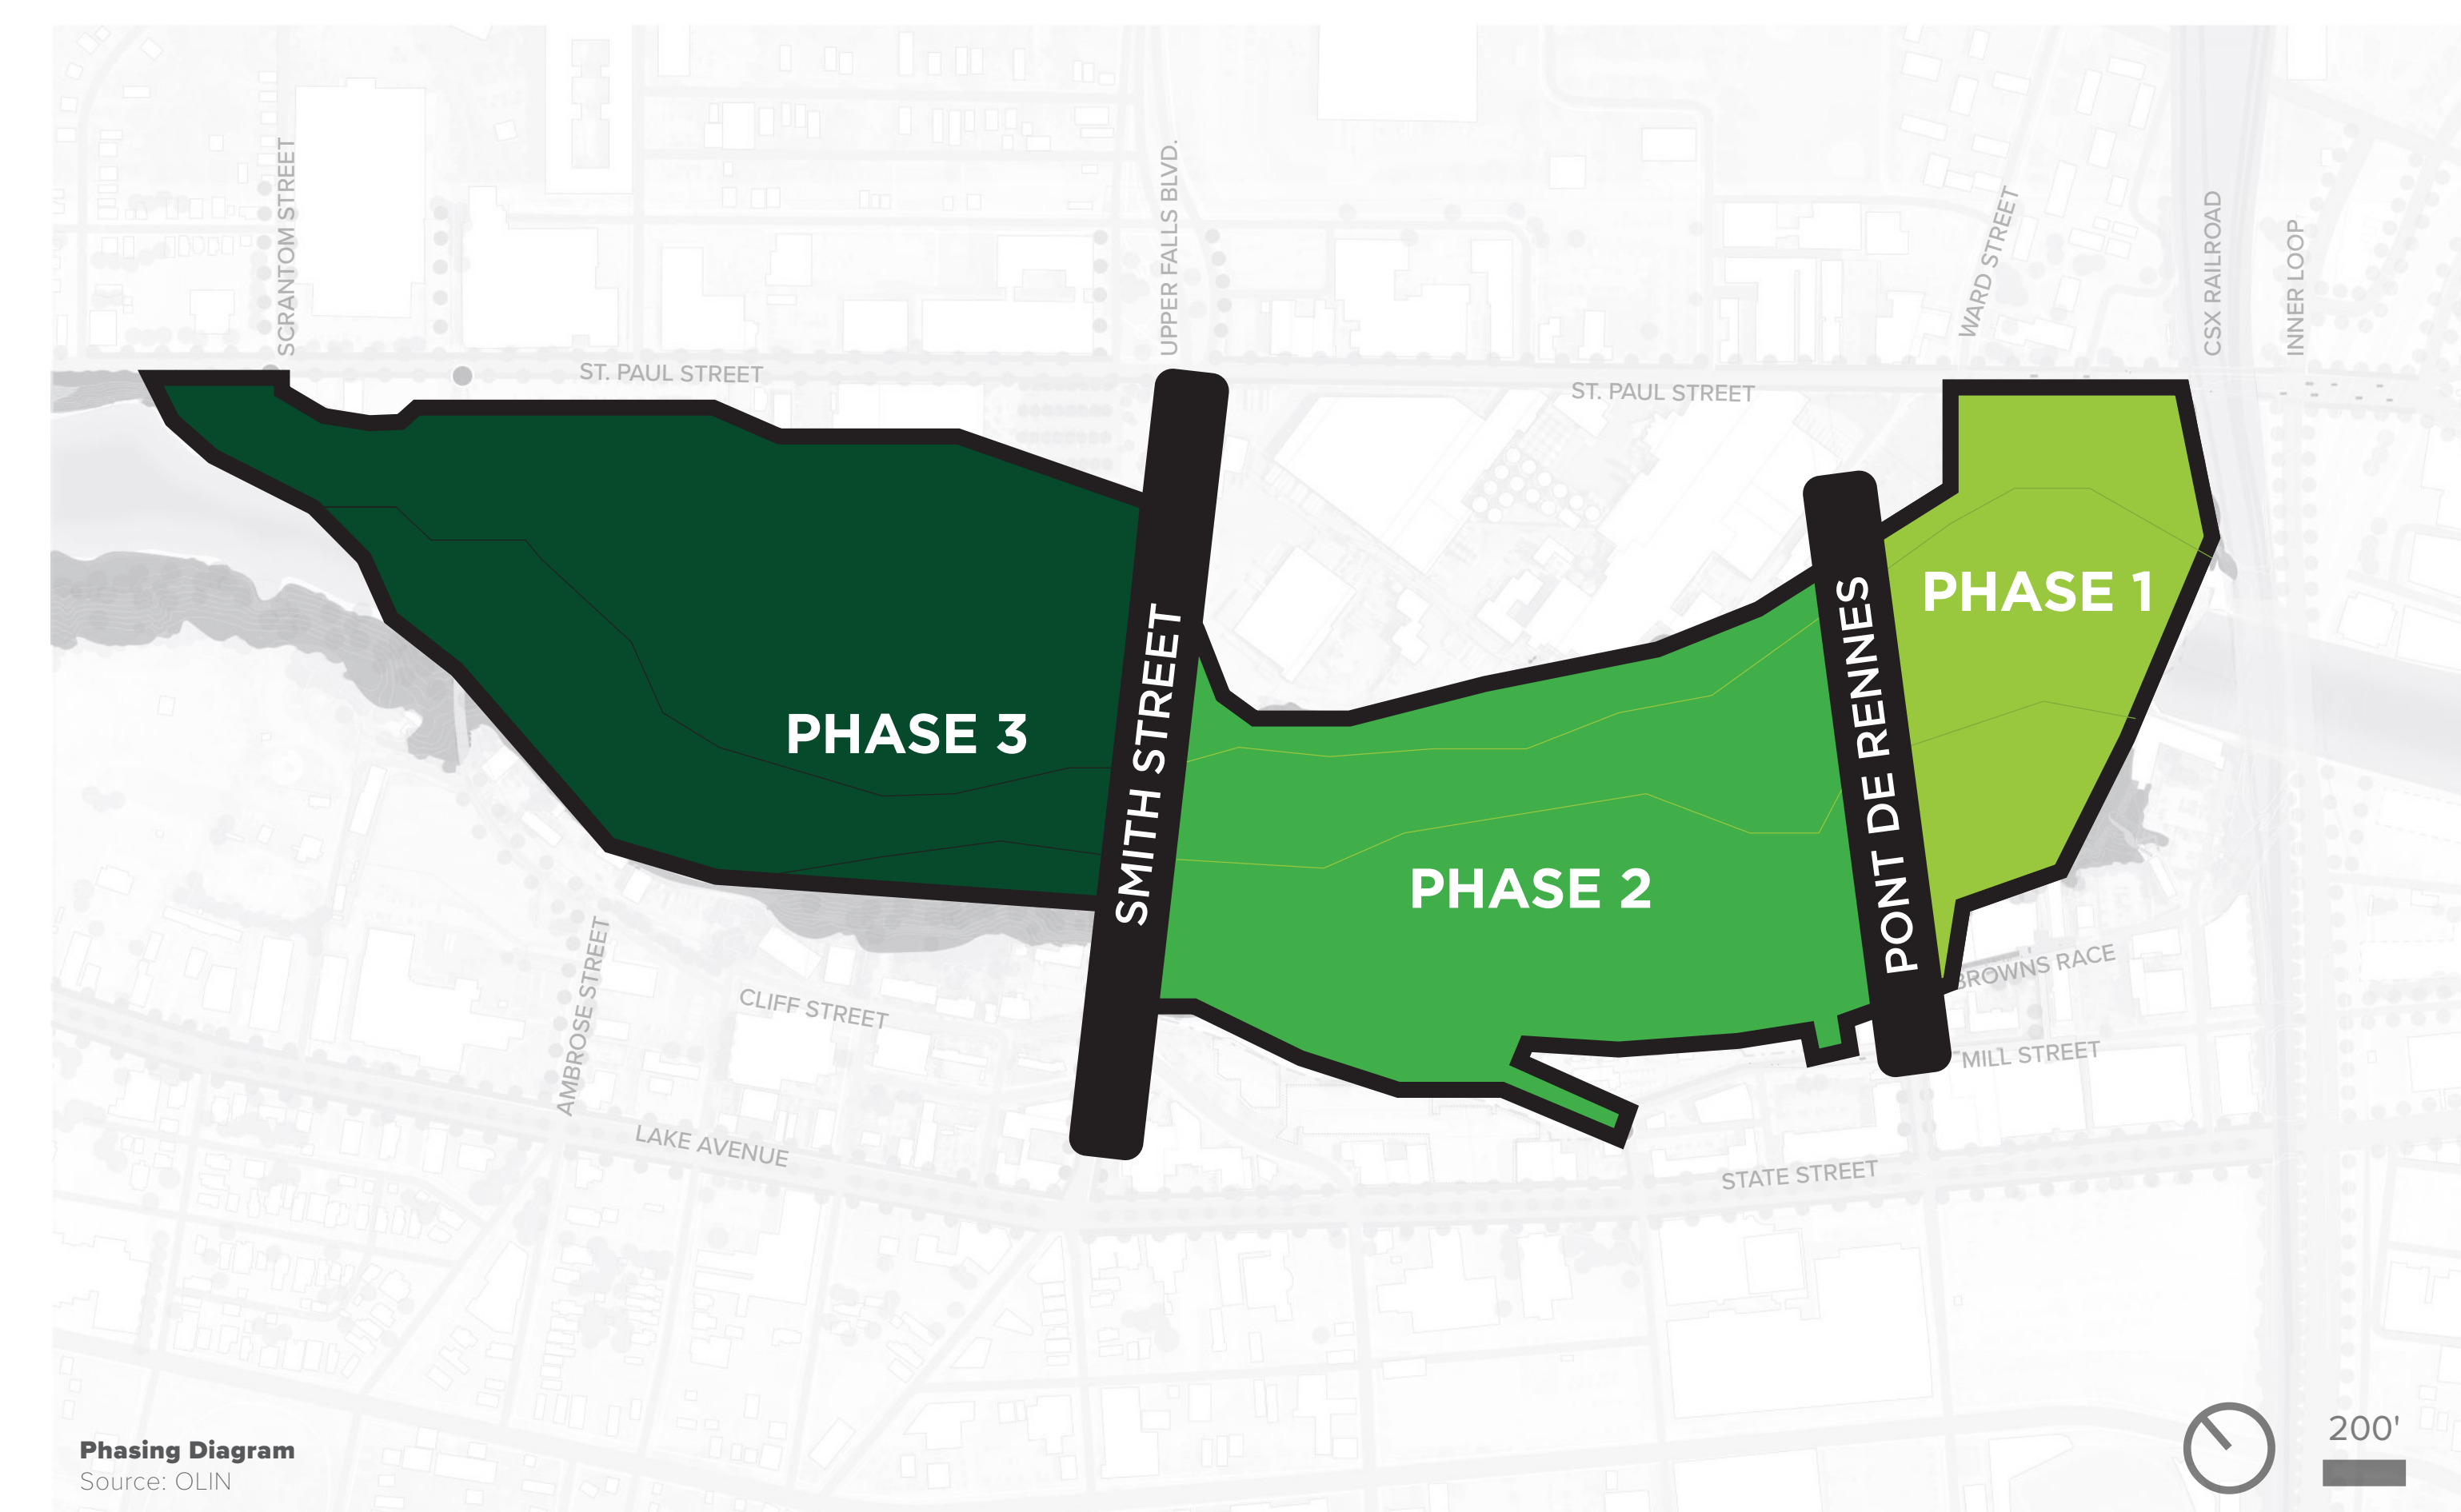 SCRANTOM STREET
UPPER FALLS BLVD.
WARD STREET
CSX RAILROAD
INNER LOOP
ST. PAUL STREET
ST. PAUL STREET
PHASE 1
PHASE 3
SMITH STREET
PONT DE RENNES
PHASE 2
BROWNS RACE
AMBROSE STREET
CLIFF STREET
MILL STREET
LAKE AVENUE
STATE STREET
Phasing Diagram
Source: OLIN
200'